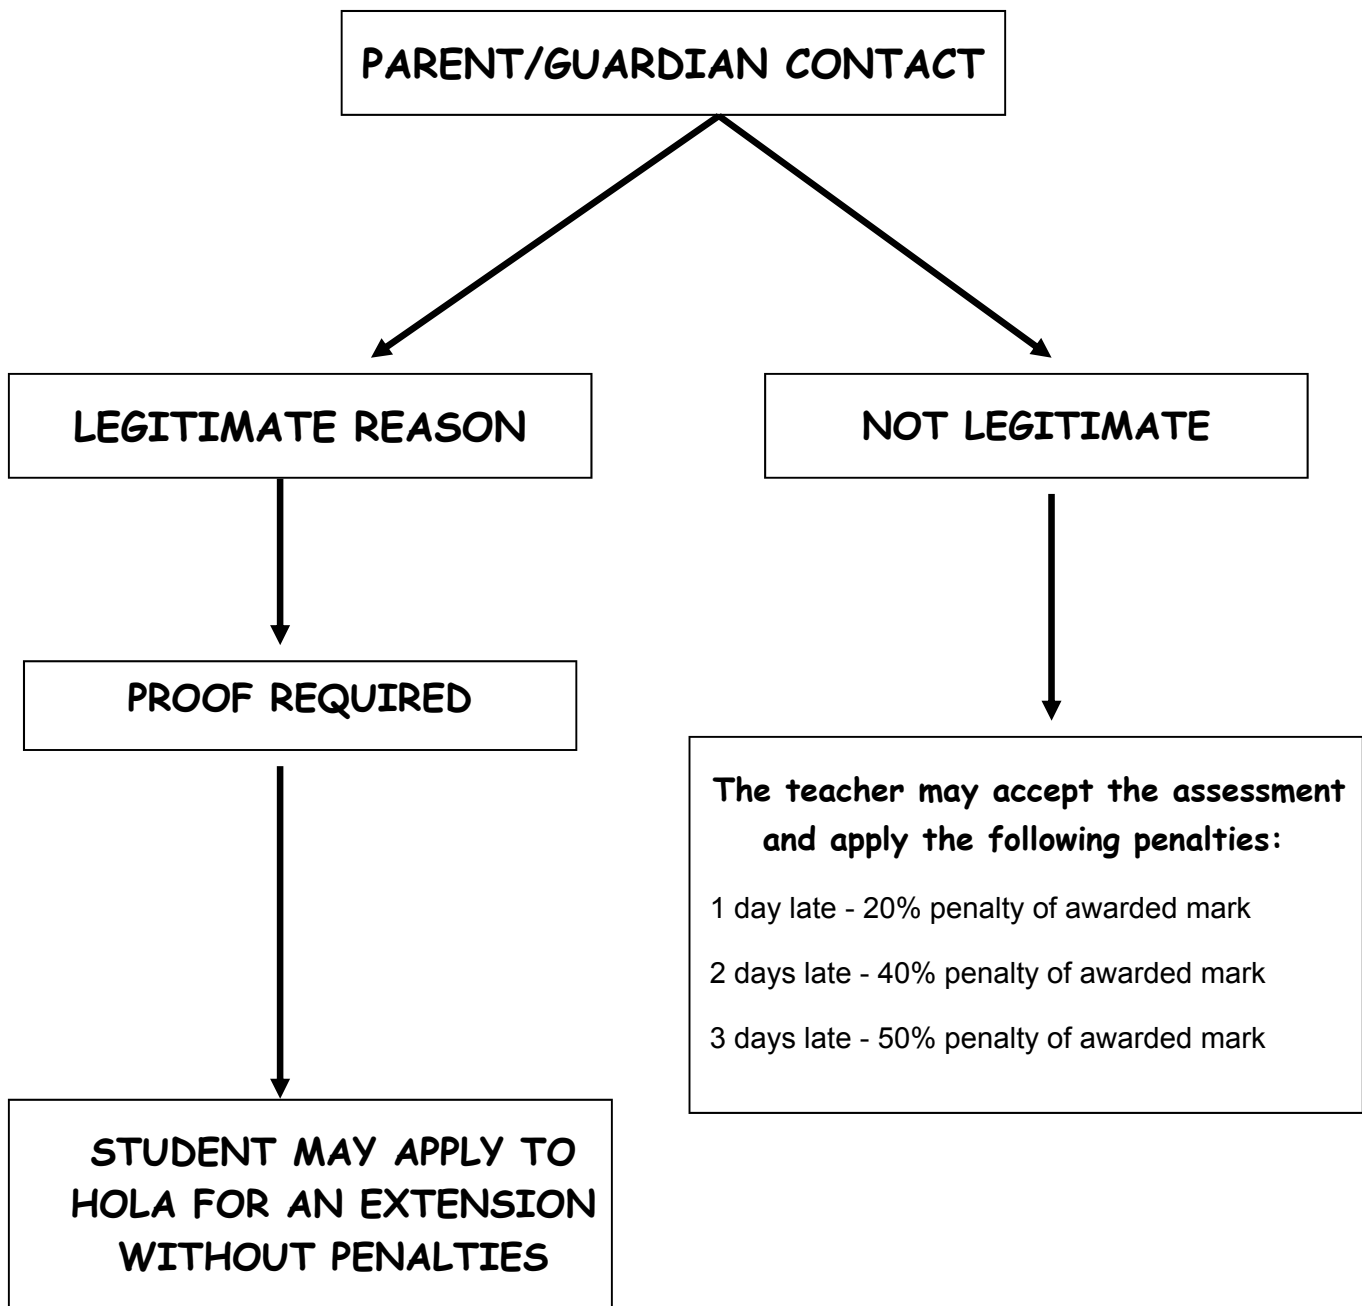 PARENT/GUARDIAN CONTACT
LEGITIMATE REASON
NOT LEGITIMATE
PROOF REQUIRED
The teacher may accept the assessment
and apply the following penalties:
1 day late - 20% penalty of awarded mark
2 days late - 40% penalty of awarded mark
3 days late - 50% penalty of awarded mark
STUDENT MAY APPLY TO
HOLA FOR AN EXTENSION
WITHOUT PENALTIES